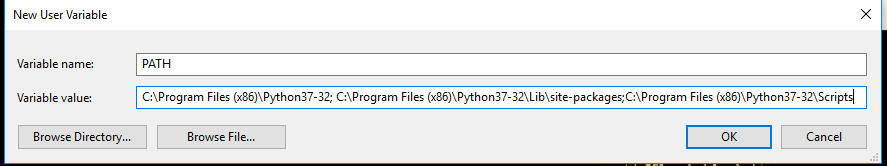 New User Variable
Variable name:
PATH
Variable value:
C:\Program Files (x86)\Python37-32; C:\Program Files (x86)\Python37-32\Lib\site-packages;C:\Program Files (x86)\Python37-32\Scripts
Browse Directory... Browse File... OK Cancel